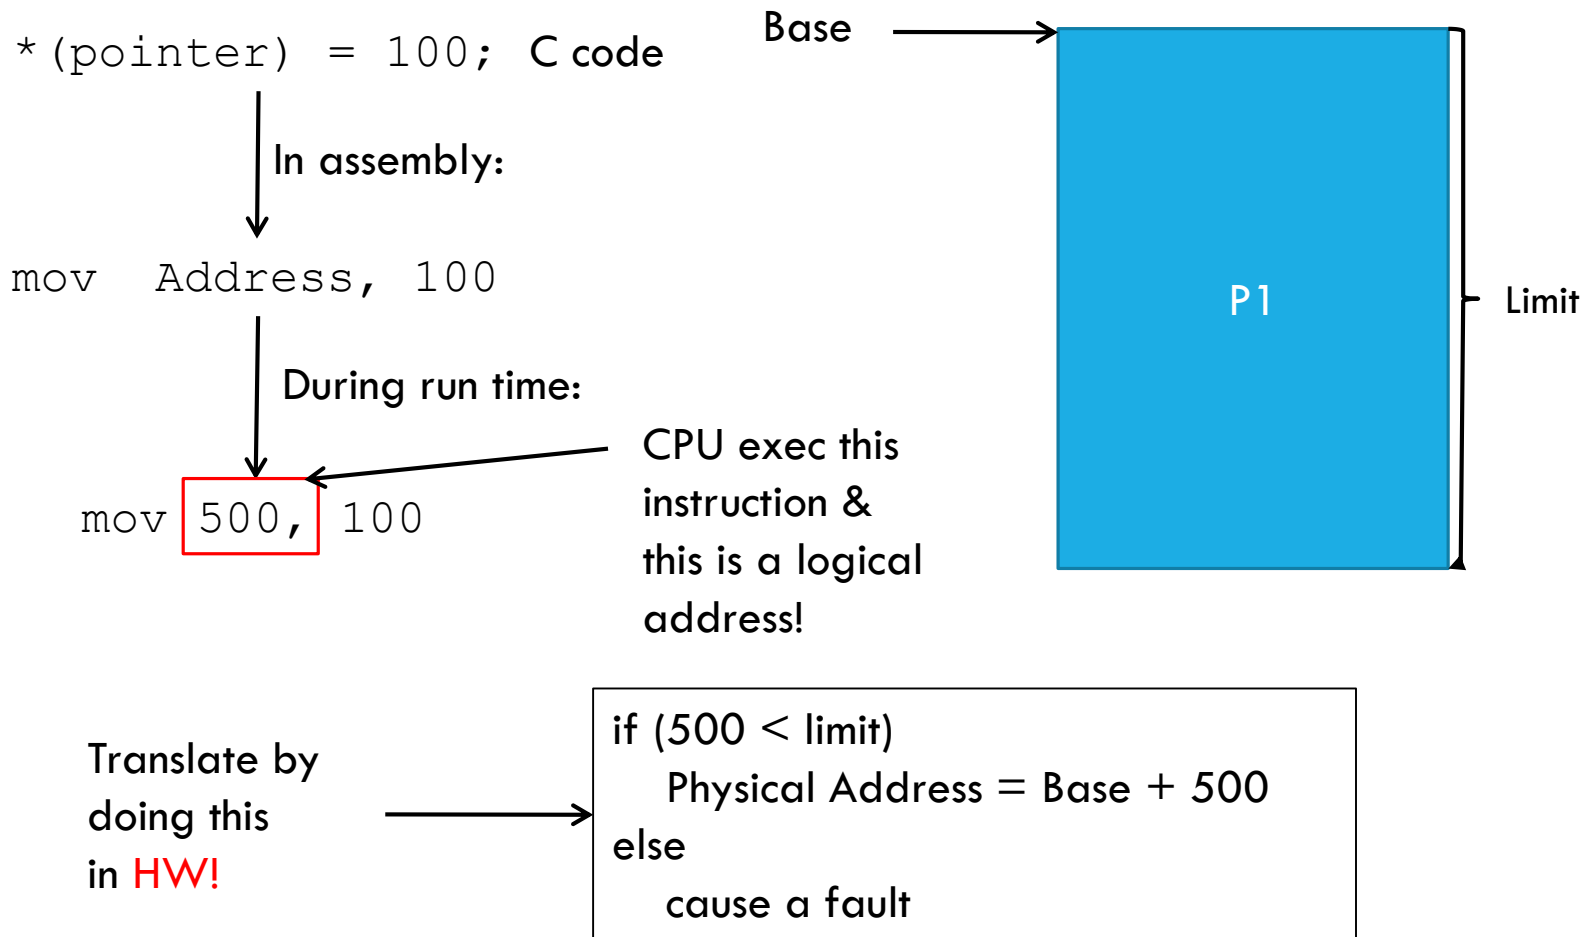 *(pointer) = 100; C code
In assembly:
mov Address, 100
During run time:
mov 500, 100
CPU exec this
instruction &
this is a logical
address!
Base
P1
Limit
Translate by
doing this
in HW!
if (500 < limit)
Physical Address = Base + 500
else
cause a fault